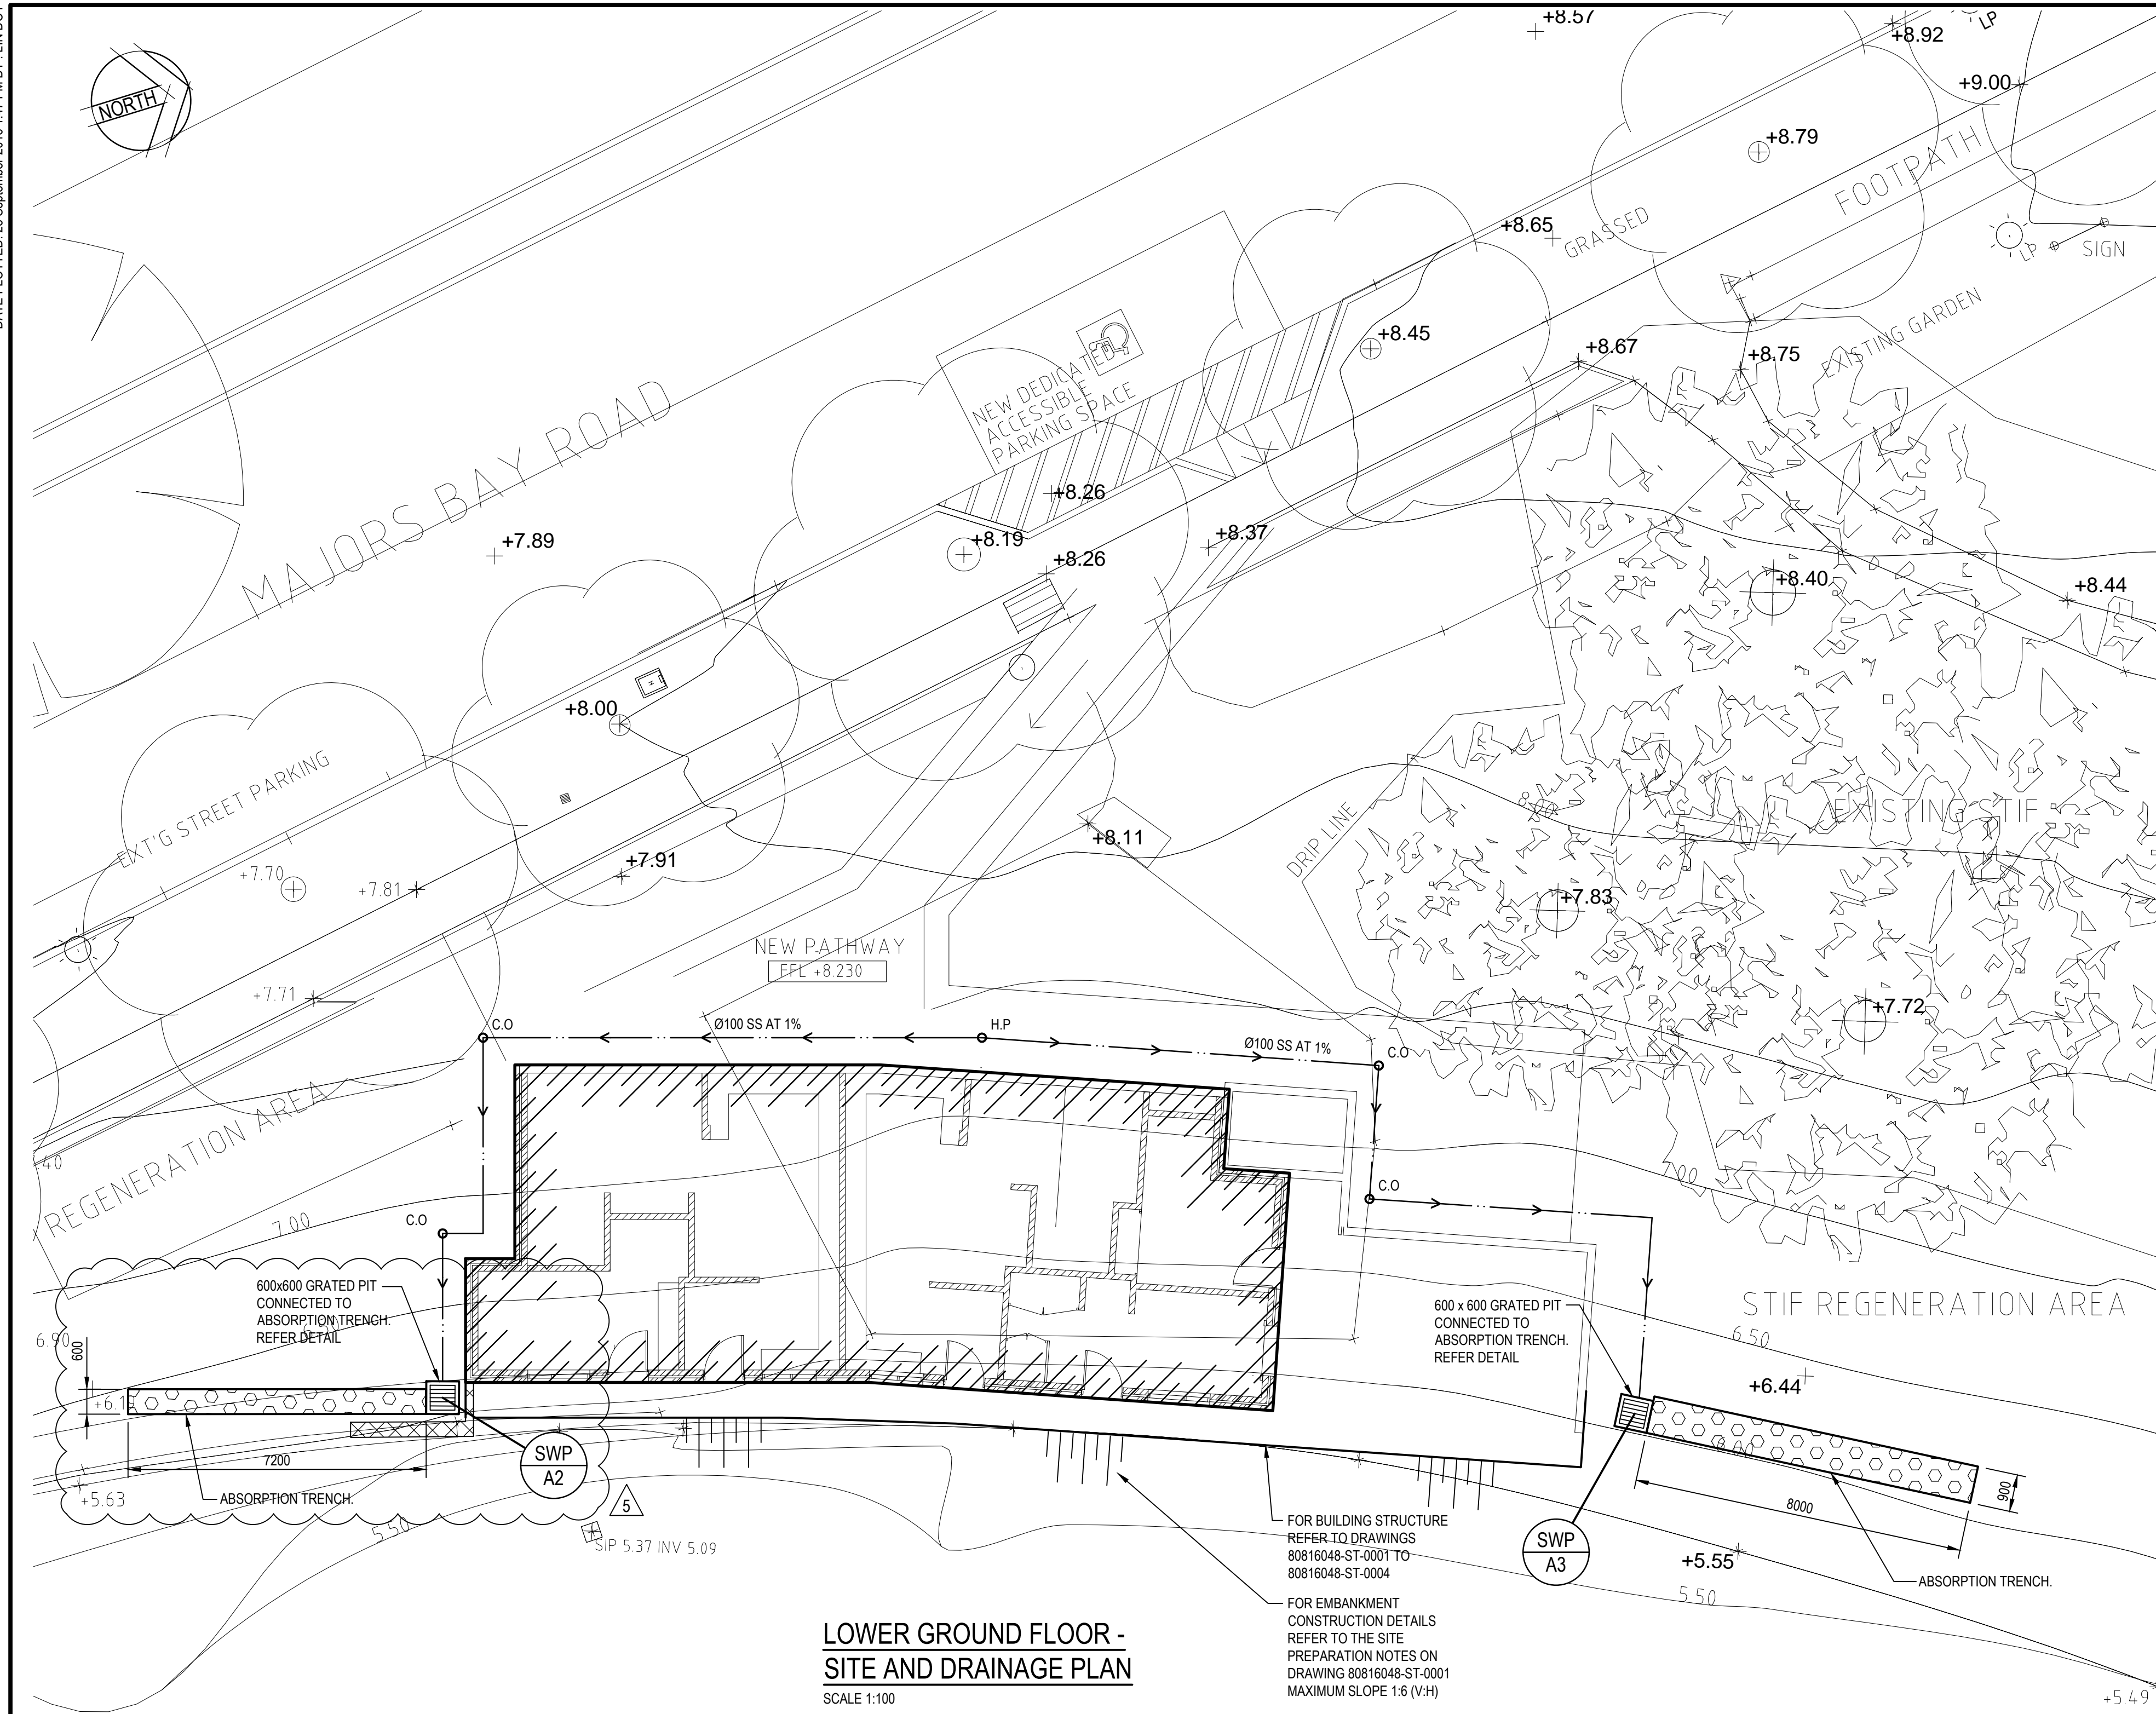 +8.57
LP
+8.92
+9.00
NORTH
+8.79
FOOTPATH
+8.65
GRASSED
LP
SIGN
+8.45
NEW DEDICATED
ACCESSIBLE
PARKING SPACE
+8.67
+8.75
EXISTING GARDEN
MAJORS BAY ROAD
+8.26
+7.89
+8.19
+8.37
+8.26
+8.40
+8.44
+8.00
EXT'G STREET PARKING
DRIP LINE
EXISTING STIF
+8.11
+7.91
+7.70
+7.81
+7.83
NEW PATHWAY
FFL +8.230
+7.71
+7.72
C.O
Ø100 SS AT 1%
H.P
Ø100 SS AT 1%
C.O
REGENERATION AREA
7.00
7.00
C.O
C.O
600x600 GRATED PIT
CONNECTED TO
ABSORPTION TRENCH.
REFER DETAIL
6.50
6.90
600
600 x 600 GRATED PIT
CONNECTED TO
ABSORPTION TRENCH.
REFER DETAIL
STIF REGENERATION AREA
6.50
+6.44
6.00
7200
SWP
A2
+5.63
ABSORPTION TRENCH.
5
5.50
SIP 5.37 INV 5.09
8000
900
FOR BUILDING STRUCTURE
REFER TO DRAWINGS
80816048-ST-0001 TO
80816048-ST-0004
SWP
A3
+5.55
5.50
ABSORPTION TRENCH.
FOR EMBANKMENT
CONSTRUCTION DETAILS
REFER TO THE SITE
PREPARATION NOTES ON
DRAWING 80816048-ST-0001
MAXIMUM SLOPE 1:6 (V:H)
LOWER GROUND FLOOR -
SITE AND DRAINAGE PLAN
SCALE 1:100
+5.49